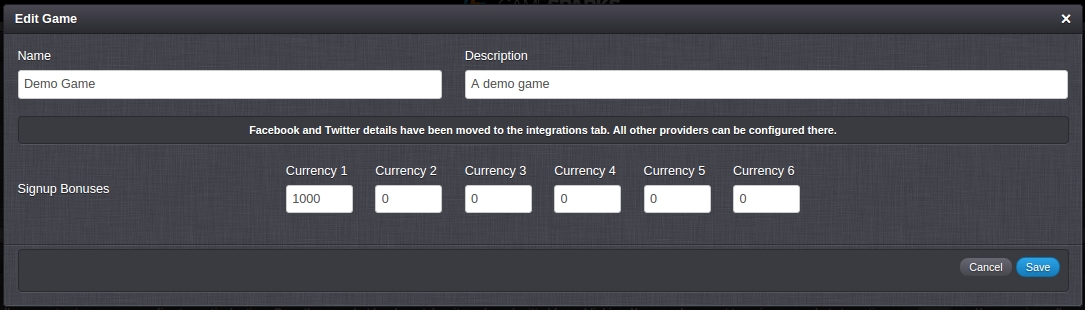 Edit Game
Name
Description
Demo Game
A demo game
Facebook and Twitter details have been moved to the integrations tab. All other providers can be configured there.
Currency 1 Currency 2 Currency 3 Currency 4 Currency 5 Currency 6
Signup Bonuses
1000 0 0 0 0 0
Cancel Save